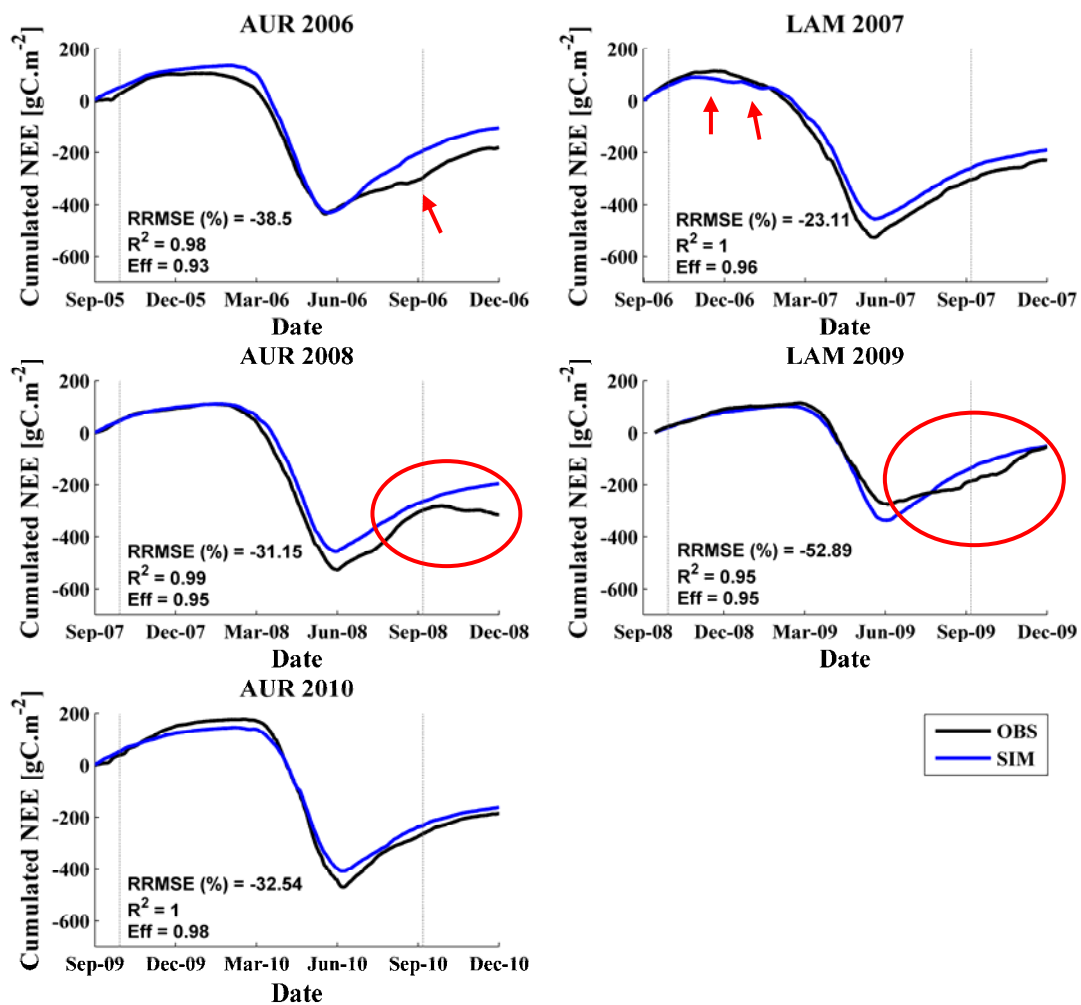 AUR 2006
Cumulated NEE [gC.m⁻²]
200
0
-200
-400
-600
RRMSE (%) = -38.5
R² = 0.98
Eff = 0.93
Sep-05 Dec-05 Mar-06 Jun-06 Sep-06 Dec-06
Date
LAM 2007
Cumulated NEE [gC.m⁻²]
200
0
-200
-400
-600
RRMSE (%) = -23.11
R² = 1
Eff = 0.96
Sep-06 Dec-06 Mar-07 Jun-07 Sep-07 Dec-07
Date
AUR 2008
Cumulated NEE [gC.m⁻²]
200
0
-200
-400
-600
RRMSE (%) = -31.15
R² = 0.99
Eff = 0.95
Sep-07 Dec-07 Mar-08 Jun-08 Sep-08 Dec-08
Date
LAM 2009
Cumulated NEE [gC.m⁻²]
200
0
-200
-400
-600
RRMSE (%) = -52.89
R² = 0.95
Eff = 0.95
Sep-08 Dec-08 Mar-09 Jun-09 Sep-09 Dec-09
Date
AUR 2010
Cumulated NEE [gC.m⁻²]
200
0
-200
-400
-600
RRMSE (%) = -32.54
R² = 1
Eff = 0.98
Sep-09 Dec-09 Mar-10 Jun-10 Sep-10 Dec-10
Date
OBS
SIM